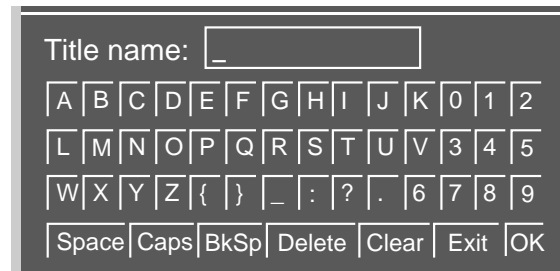 Title name: _
A B C D E F G H I J K 0 1 2
L M N O P Q R S T U V 3 4 5
W X Y Z { } _ : ? . 6 7 8 9
Space Caps BkSp Delete Clear Exit OK